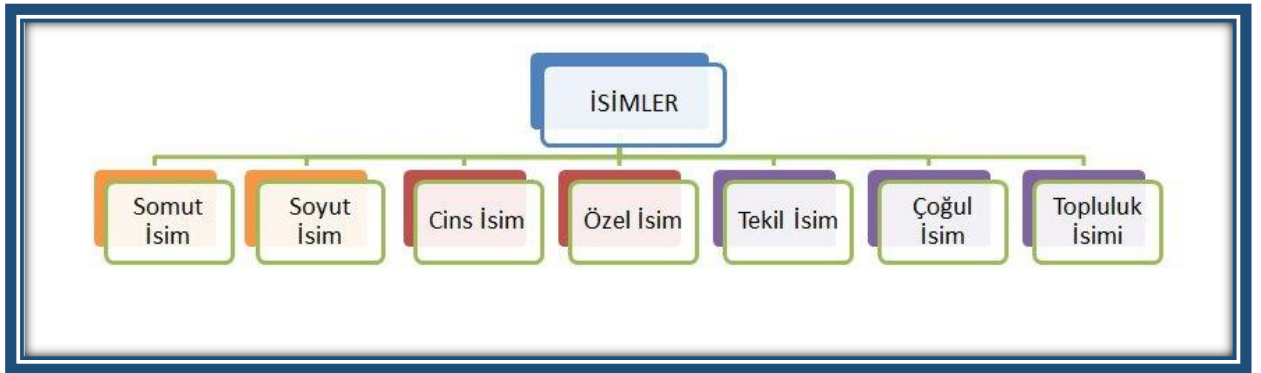 İSİMLER
Somut
İsim
Soyut
İsim
Cins İsim
Özel İsim
Tekil İsim
Çoğul
İsim
Topluluk
İsimi